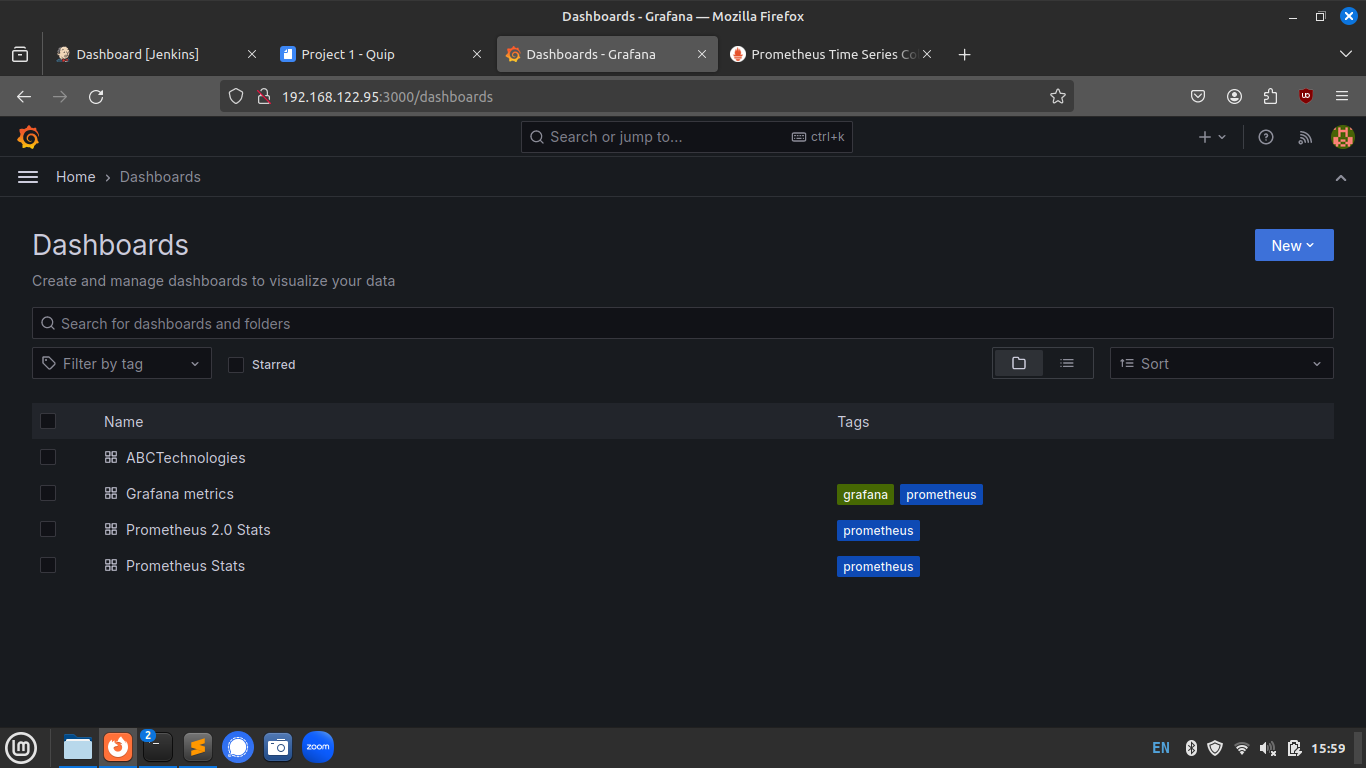 Dashboards - Grafana — Mozilla Firefox
Dashboard [Jenkins]
Project 1 - Quip
Dashboards - Grafana
Prometheus Time Series Co
192.168.122.95:3000/dashboards
Search or jump to...
ctrl+k
Home › Dashboards
Dashboards
New
Create and manage dashboards to visualize your data
Search for dashboards and folders
Filter by tag
Starred
Sort
Name Tags
ABCTechnologies
Grafana metrics grafana prometheus
Prometheus 2.0 Stats prometheus
Prometheus Stats prometheus
2
zoom
EN
15:59